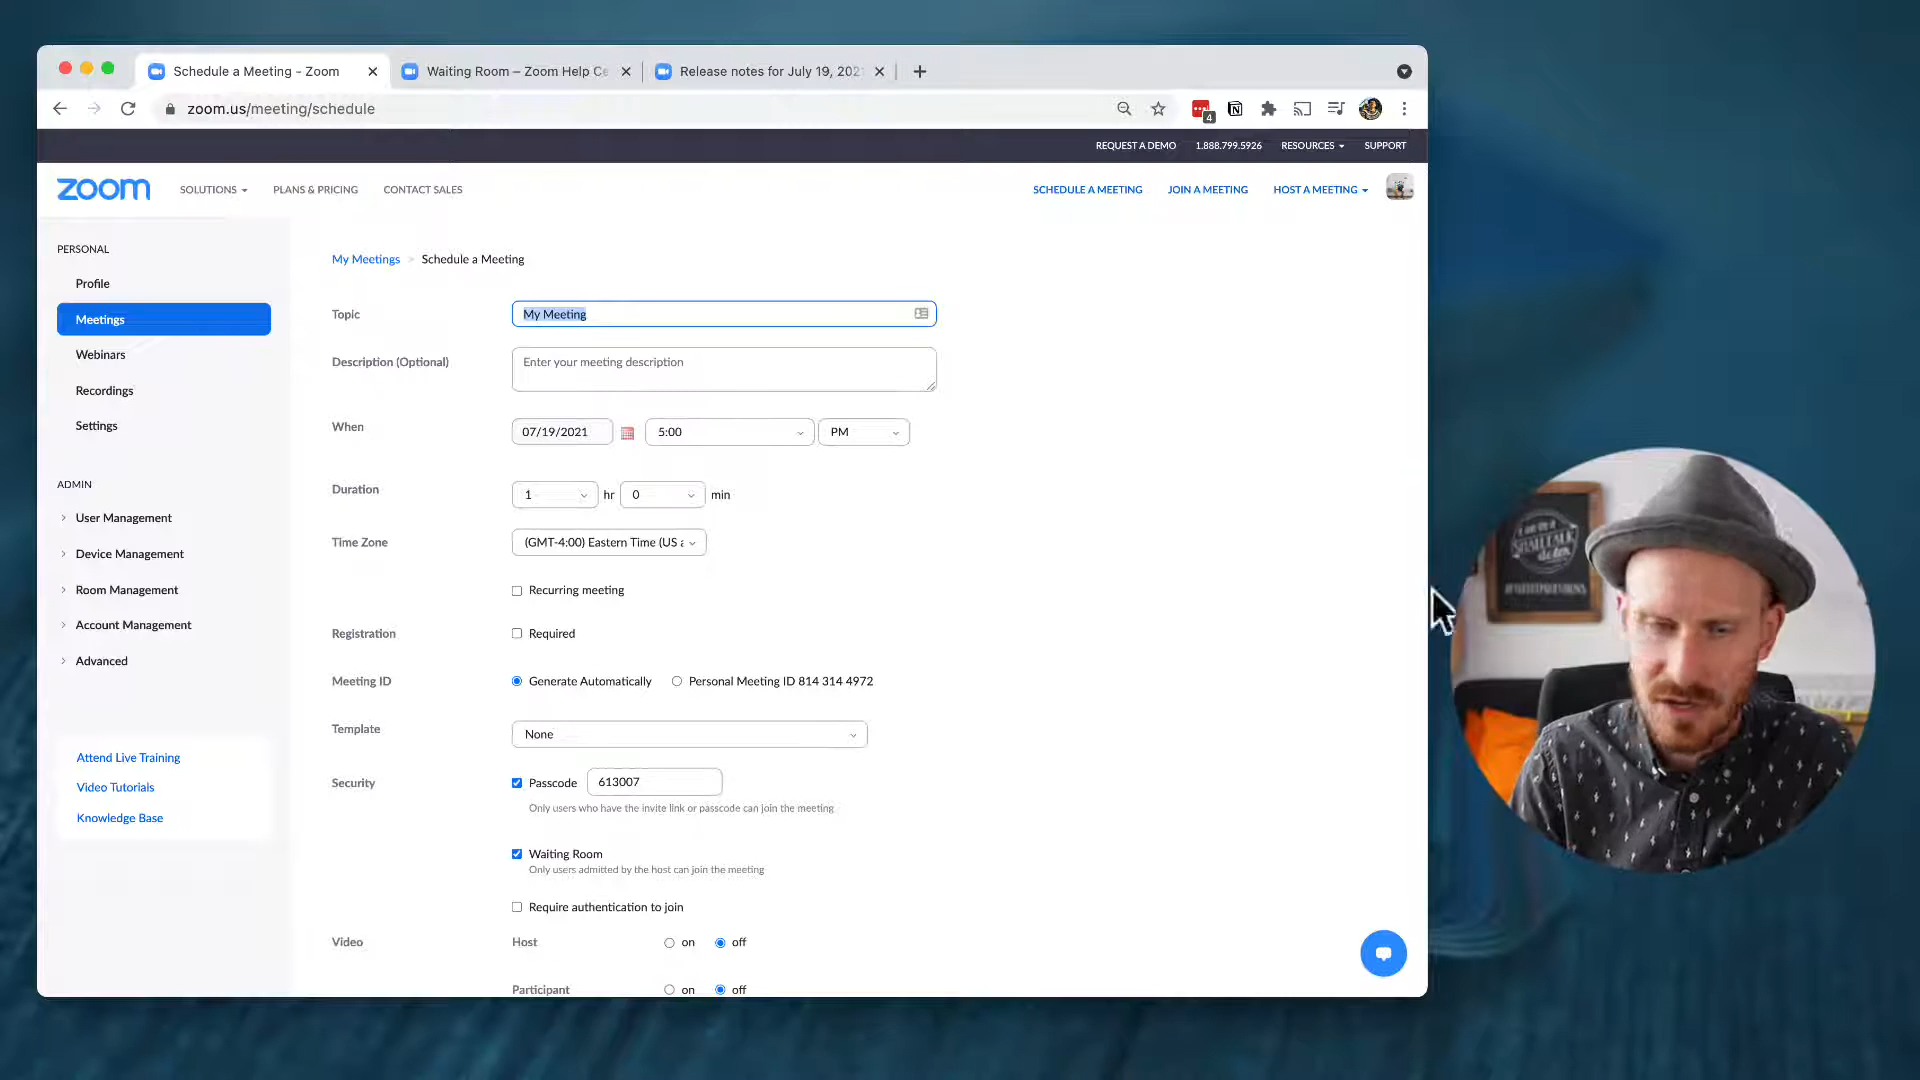 Schedule a Meeting - Zoom
Waiting Room – Zoom Help Ce
Release notes for July 19, 202
zoom.us/meeting/schedule
4
REQUEST A DEMO 1.888.799.5926 RESOURCES SUPPORT
zoom SOLUTIONS PLANS & PRICING CONTACT SALES SCHEDULE A MEETING JOIN A MEETING HOST A MEETING
PERSONAL
Profile
Meetings
Webinars
Recordings
Settings
ADMIN
User Management
Device Management
Room Management
Account Management
Advanced
Attend Live Training
Video Tutorials
Knowledge Base
My Meetings > Schedule a Meeting
Topic My Meeting
Description (Optional) Enter your meeting description
When 07/19/2021 5:00 PM
Duration 1 hr 0 min
Time Zone (GMT-4:00) Eastern Time (US a
Recurring meeting
Registration Required
Meeting ID Generate Automatically Personal Meeting ID 814 314 4972
Template None
Security Passcode 613007
Only users who have the invite link or passcode can join the meeting
Waiting Room
Only users admitted by the host can join the meeting
Require authentication to join
Video Host on off
Participant on off
SMALL TALK